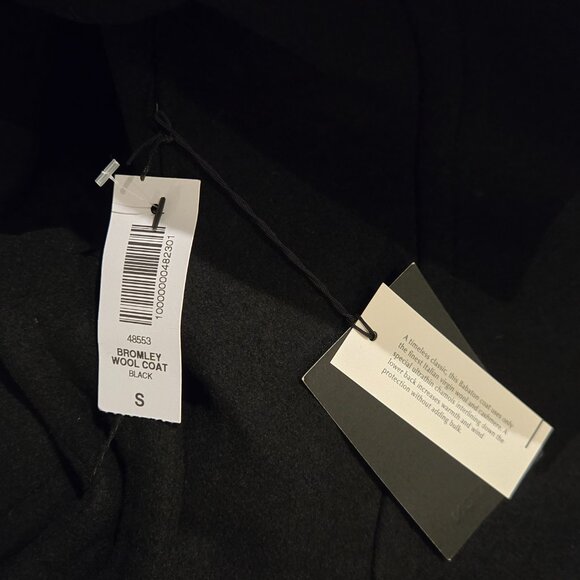 10000000482301
48553
BROMLEY
WOOL COAT
BLACK
S
A timeless classic, this Babaton coat uses only
the finest Italian virgin wool and cashmere. A
special ultrathin chamois interlining down the
lower back increases warmth and wind
protection without adding bulk.